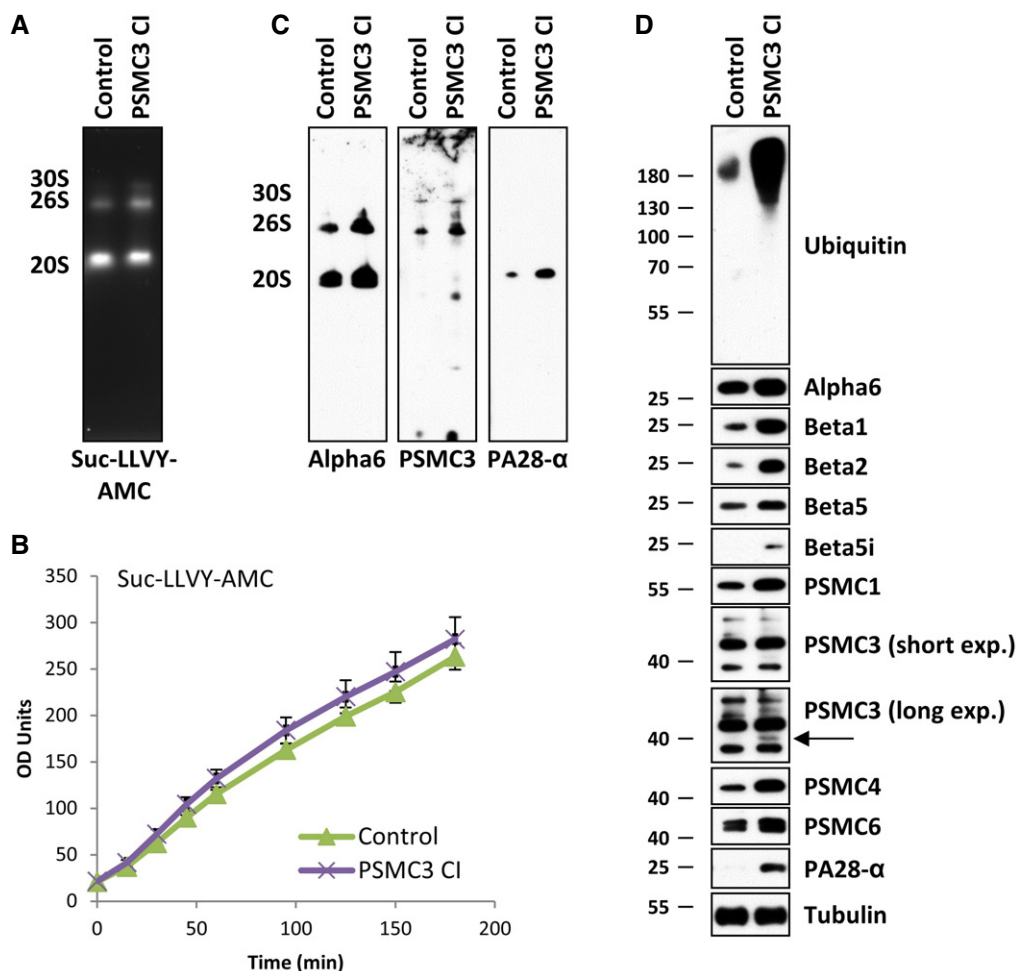 A
Control
PSMC3 CI
30S
26S
20S
Suc-LLVY-
AMC
B
Suc-LLVY-AMC
350
300
250
200
150
100
50
0
OD Units
0
50
100
150
200
Time (min)
Control
PSMC3 CI
C
Control
PSMC3 CI
Control
PSMC3 CI
Control
PSMC3 CI
30S
26S
20S
Alpha6
PSMC3
PA28-α
D
Control
PSMC3 CI
180
130
100
70
55
Ubiquitin
25
Alpha6
25
Beta1
25
Beta2
25
Beta5
25
Beta5i
55
PSMC1
40
PSMC3 (short exp.)
40
PSMC3 (long exp.)
40
PSMC4
40
PSMC6
25
PA28-α
55
Tubulin